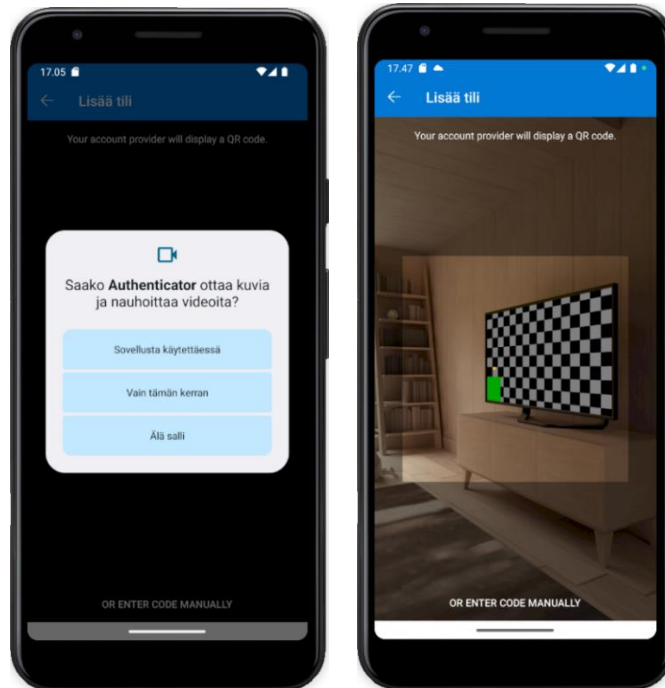 17.05
Lisää tili
Your account provider will display a QR code.
Saako Authenticator ottaa kuvia
ja nauhoittaa videoita?
Sovellusta käytettäessä
Vain tämän kerran
Älä salli
OR ENTER CODE MANUALLY
17.47
Lisää tili
Your account provider will display a QR code.
OR ENTER CODE MANUALLY